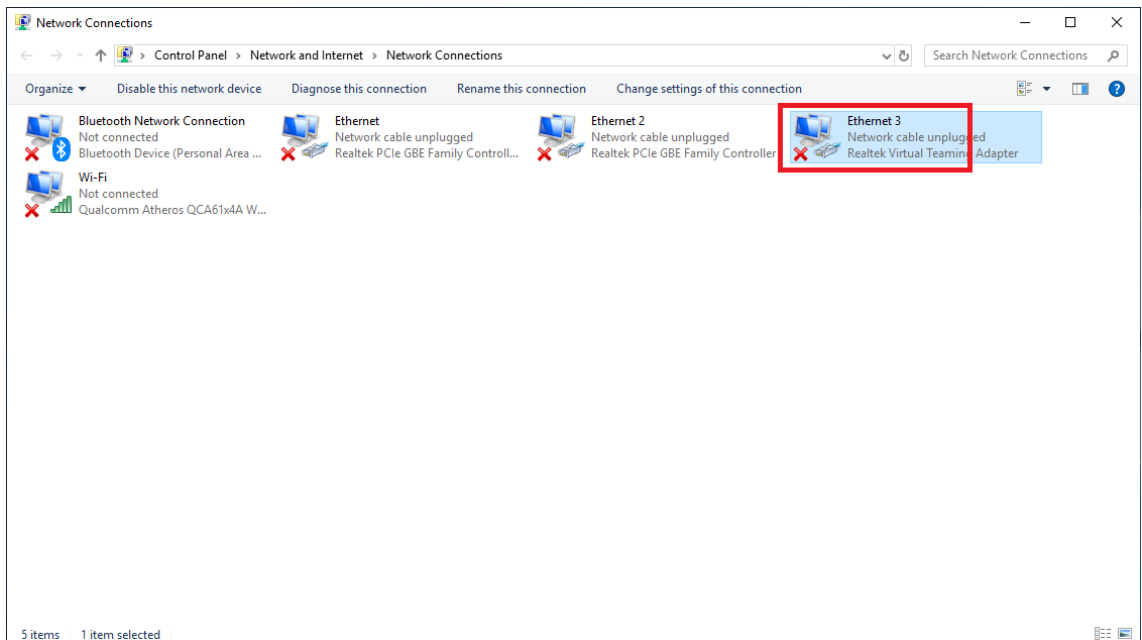 Network Connections
Control Panel > Network and Internet > Network Connections
Search Network Connections
Organize Disable this network device Diagnose this connection Rename this connection Change settings of this connection
Bluetooth Network Connection
Not connected
Bluetooth Device (Personal Area ...
Ethernet
Network cable unplugged
Realtek PCIe GBE Family Controll...
Ethernet 2
Network cable unplugged
Realtek PCIe GBE Family Controller
Ethernet 3
Network cable unplugged
Realtek Virtual Teaming Adapter
Wi-Fi
Not connected
Qualcomm Atheros QCA61x4A W...
5 items 1 item selected